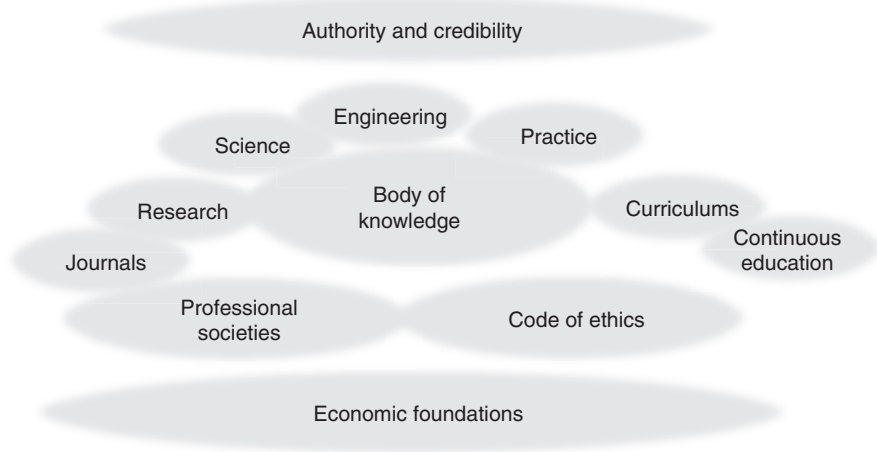 Authority and credibility
Engineering
Practice
Science
Body of
knowledge
Research
Curriculums
Continuous
education
Journals
Professional
societies
Code of ethics
Economic foundations